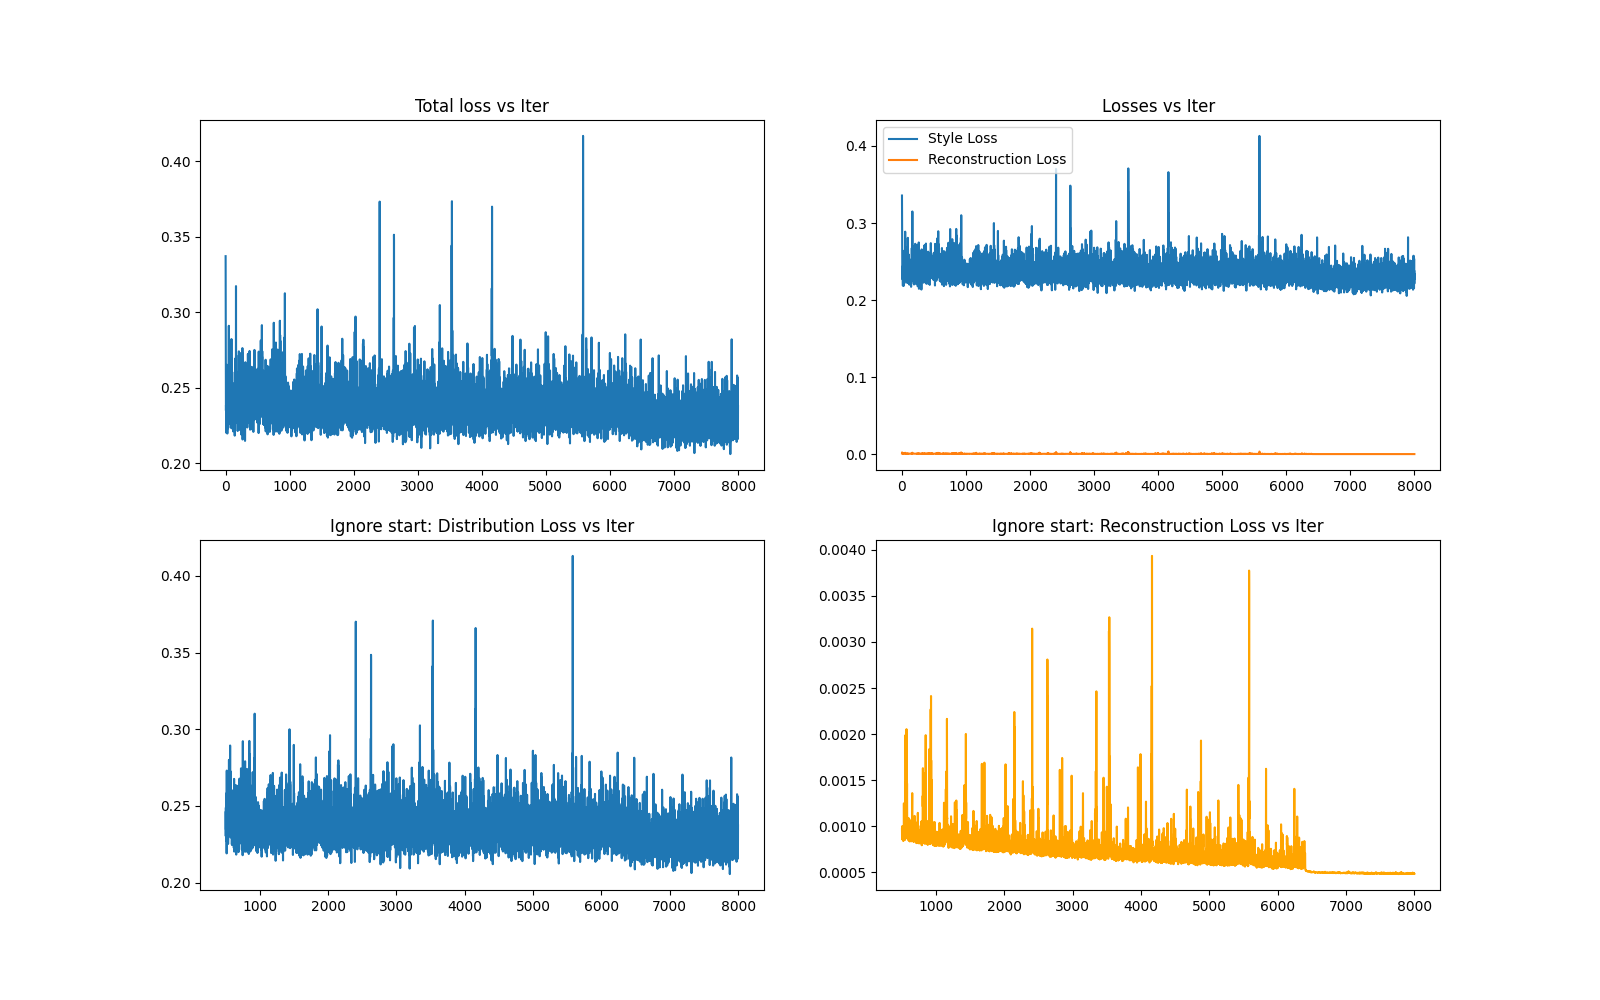 Total loss vs Iter
0.40
0.35
0.30
0.25
0.20
0 1000 2000 3000 4000 5000 6000 7000 8000
Losses vs Iter
Style Loss
Reconstruction Loss
0.4
0.3
0.2
0.1
0.0
0 1000 2000 3000 4000 5000 6000 7000 8000
Ignore start: Distribution Loss vs Iter
0.40
0.35
0.30
0.25
0.20
1000 2000 3000 4000 5000 6000 7000 8000
Ignore start: Reconstruction Loss vs Iter
0.0040
0.0035
0.0030
0.0025
0.0020
0.0015
0.0010
0.0005
1000 2000 3000 4000 5000 6000 7000 8000